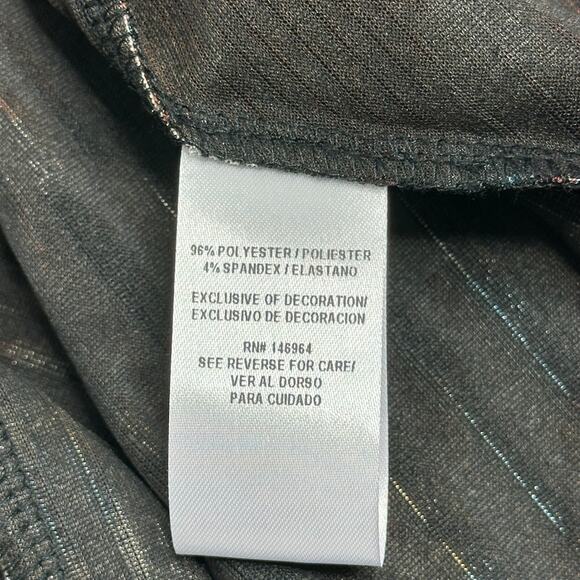 96% POLYESTER / POLIESTER
4% SPANDEX / ELASTANO
EXCLUSIVE OF DECORATION/
EXCLUSIVO DE DECORACION
RN# 146964
SEE REVERSE FOR CARE/
VER AL DORSO
PARA CUIDADO